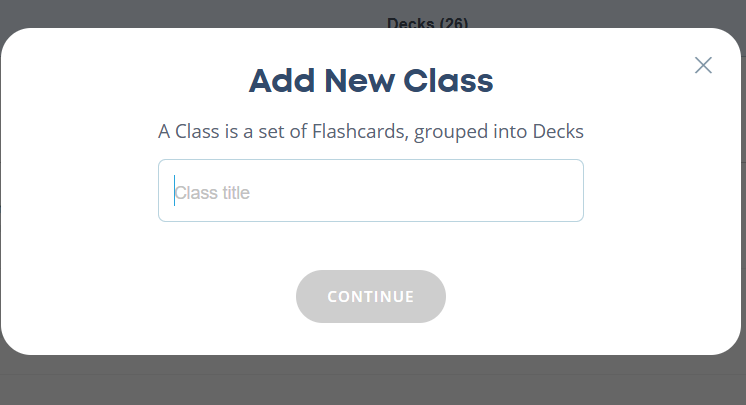 Decks (26)
Add New Class
A Class is a set of Flashcards, grouped into Decks
Class title
CONTINUE